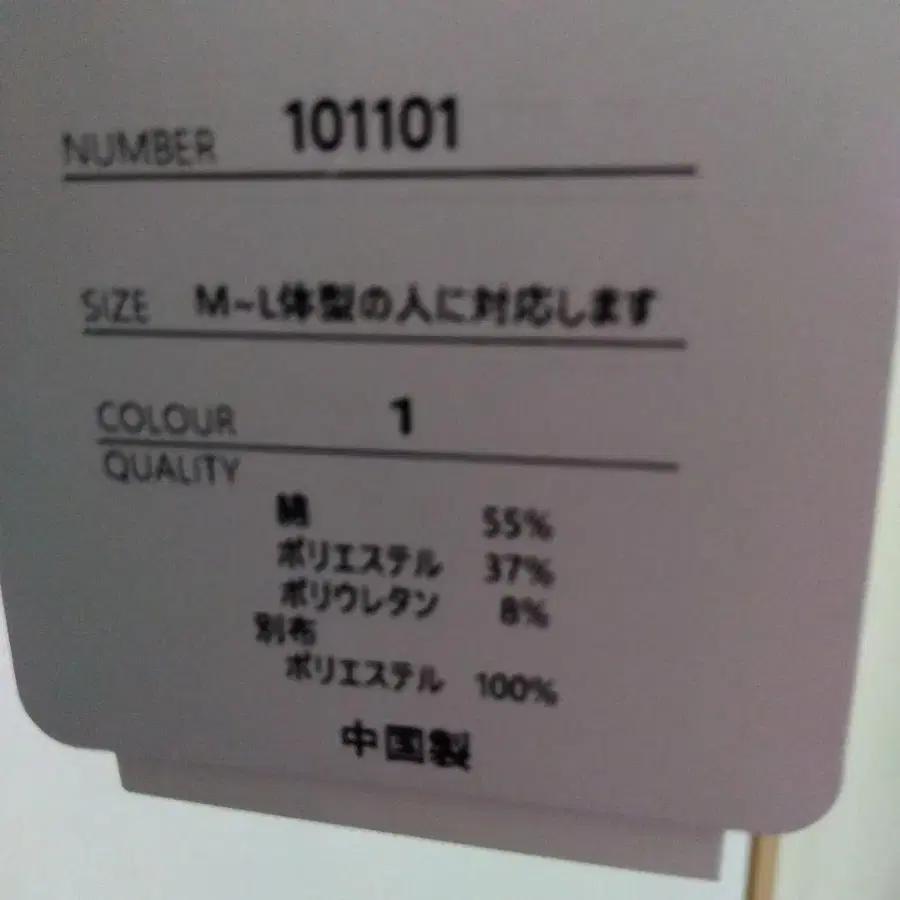 NUMBER 101101
SIZE M~L体型の人に対応します
COLOUR 1
QUALITY
綿 55%
ポリエステル 37%
ポリウレタン 8%
別布
ポリエステル 100%
中国製